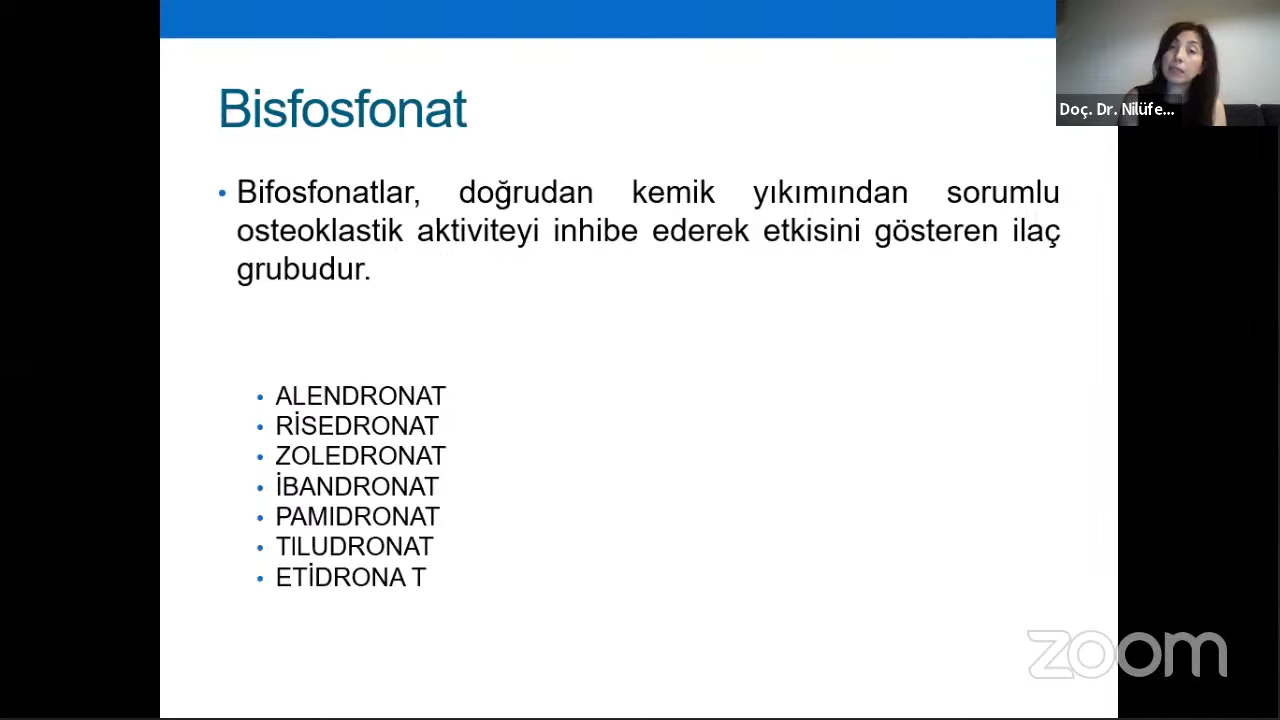 Bisfosfonat
Doç. Dr. Nilüfe...
• Bifosfonatlar, doğrudan kemik yıkımından sorumlu
osteoklastik aktiviteyi inhibe ederek etkisini gösteren ilaç
grubudur.
• ALENDRONAT
• RİSEDRONAT
• ZOLEDRONAT
• İBANDRONAT
• PAMIDRONAT
• TILUDRONAT
• ETİDRONA T
zoom